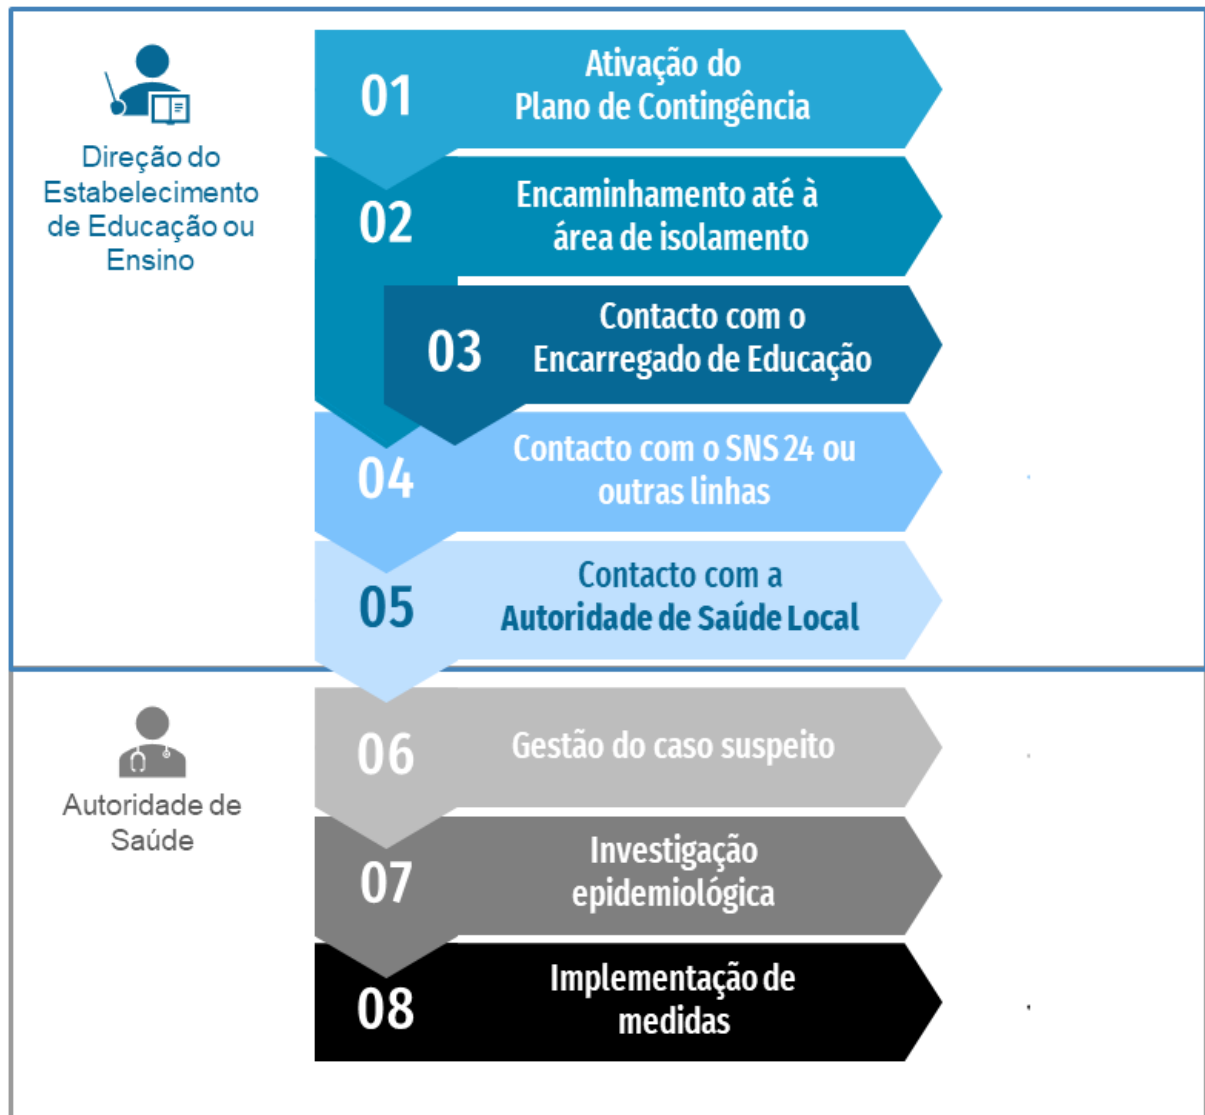 Direção do
Estabelecimento
de Educação ou
Ensino
01
Ativação do
Plano de Contingência
02
Encaminhamento até à
área de isolamento
03
Contacto com o
Encarregado de Educação
04
Contacto com o SNS 24 ou
outras linhas
05
Contacto com a
Autoridade de Saúde Local
Autoridade de
Saúde
06
Gestão do caso suspeito
07
Investigação
epidemiológica
08
Implementação de
medidas